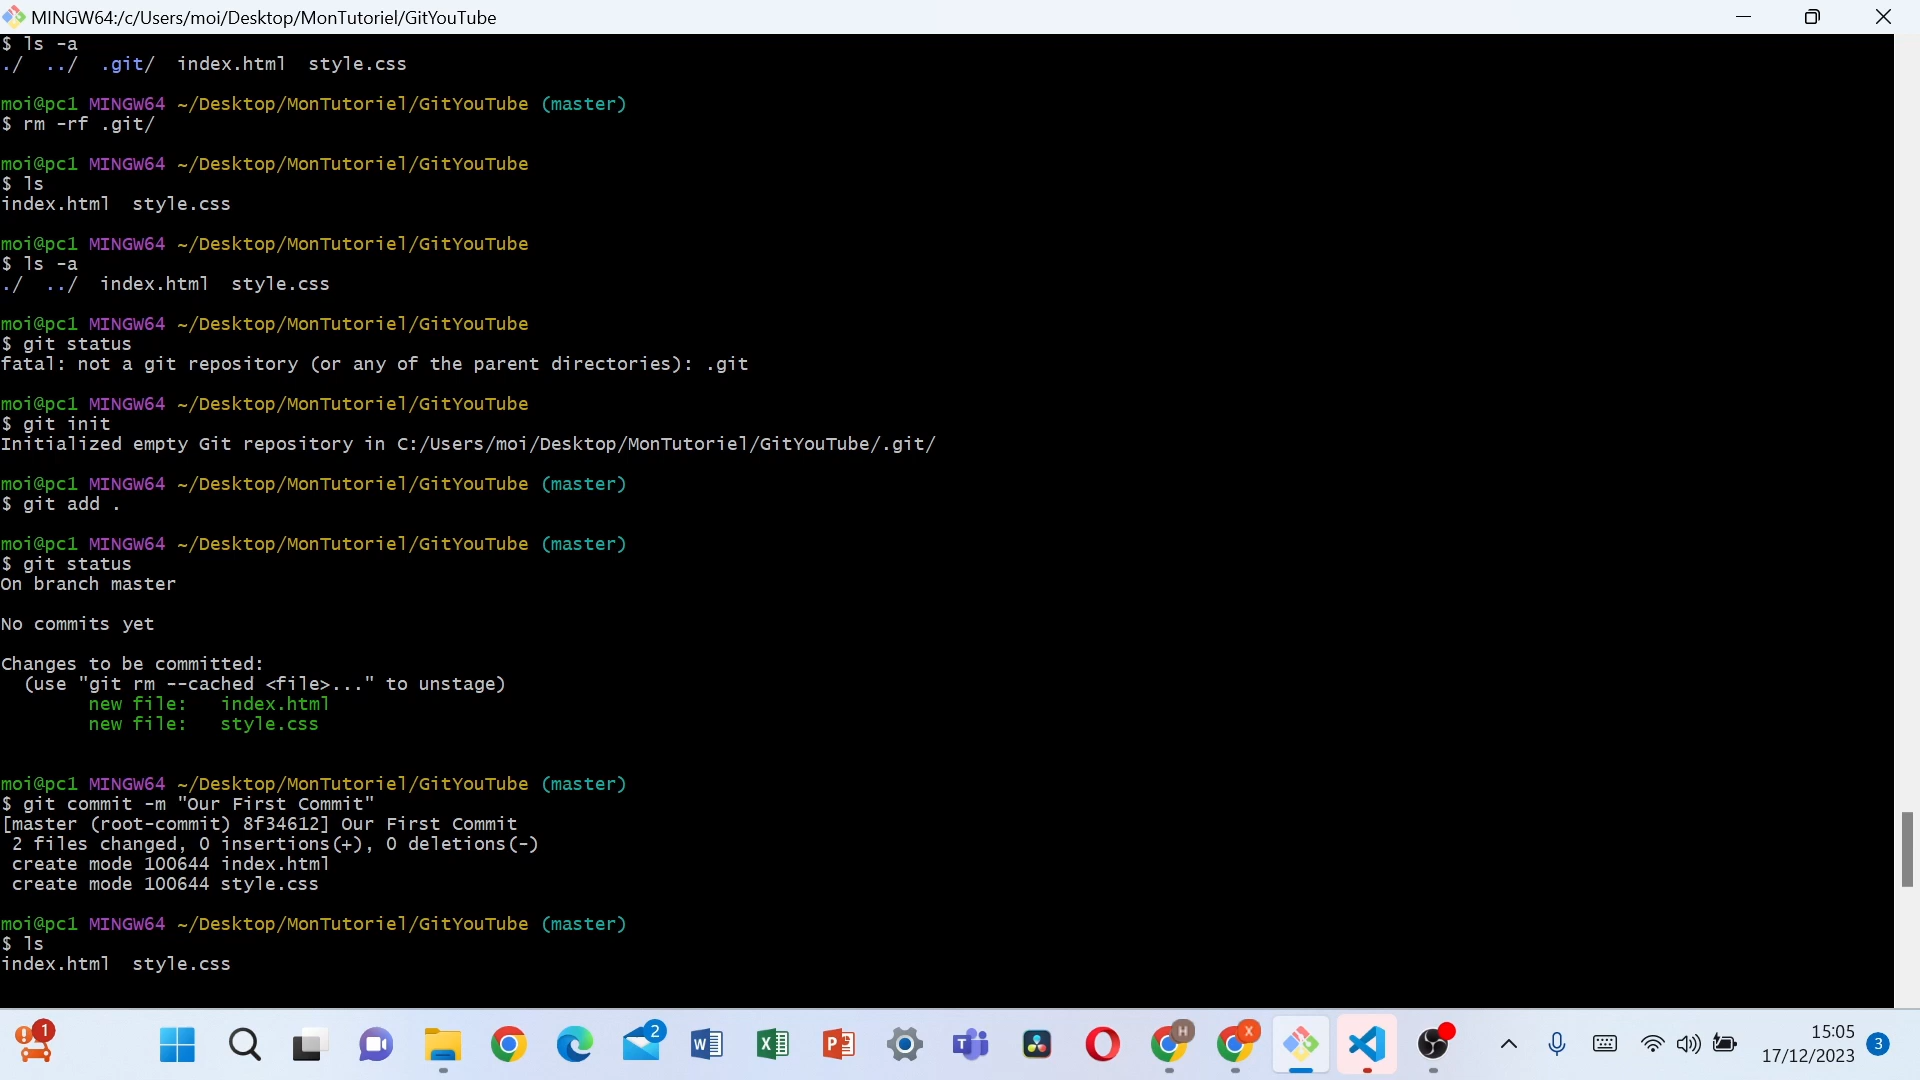 MINGW64:/c/Users/moi/Desktop/MonTutoriel/GitYouTube
$ ls -a
./  ../  .git/  index.html  style.css
moi@pc1 MINGW64 ~/Desktop/MonTutoriel/GitYouTube (master)
$ rm -rf .git/
moi@pc1 MINGW64 ~/Desktop/MonTutoriel/GitYouTube
$ ls
index.html  style.css
moi@pc1 MINGW64 ~/Desktop/MonTutoriel/GitYouTube
$ ls -a
./  ../  index.html  style.css
moi@pc1 MINGW64 ~/Desktop/MonTutoriel/GitYouTube
$ git status
fatal: not a git repository (or any of the parent directories): .git
moi@pc1 MINGW64 ~/Desktop/MonTutoriel/GitYouTube
$ git init
Initialized empty Git repository in C:/Users/moi/Desktop/MonTutoriel/GitYouTube/.git/
moi@pc1 MINGW64 ~/Desktop/MonTutoriel/GitYouTube (master)
$ git add .
moi@pc1 MINGW64 ~/Desktop/MonTutoriel/GitYouTube (master)
$ git status
On branch master
No commits yet
Changes to be committed:
  (use "git rm --cached <file>..." to unstage)
        new file:   index.html
        new file:   style.css
moi@pc1 MINGW64 ~/Desktop/MonTutoriel/GitYouTube (master)
$ git commit -m "Our First Commit"
[master (root-commit) 8f34612] Our First Commit
 2 files changed, 0 insertions(+), 0 deletions(-)
 create mode 100644 index.html
 create mode 100644 style.css
moi@pc1 MINGW64 ~/Desktop/MonTutoriel/GitYouTube (master)
$ ls
index.html  style.css
1
2
W
X
P
T
H
X
15:05
17/12/2023
3